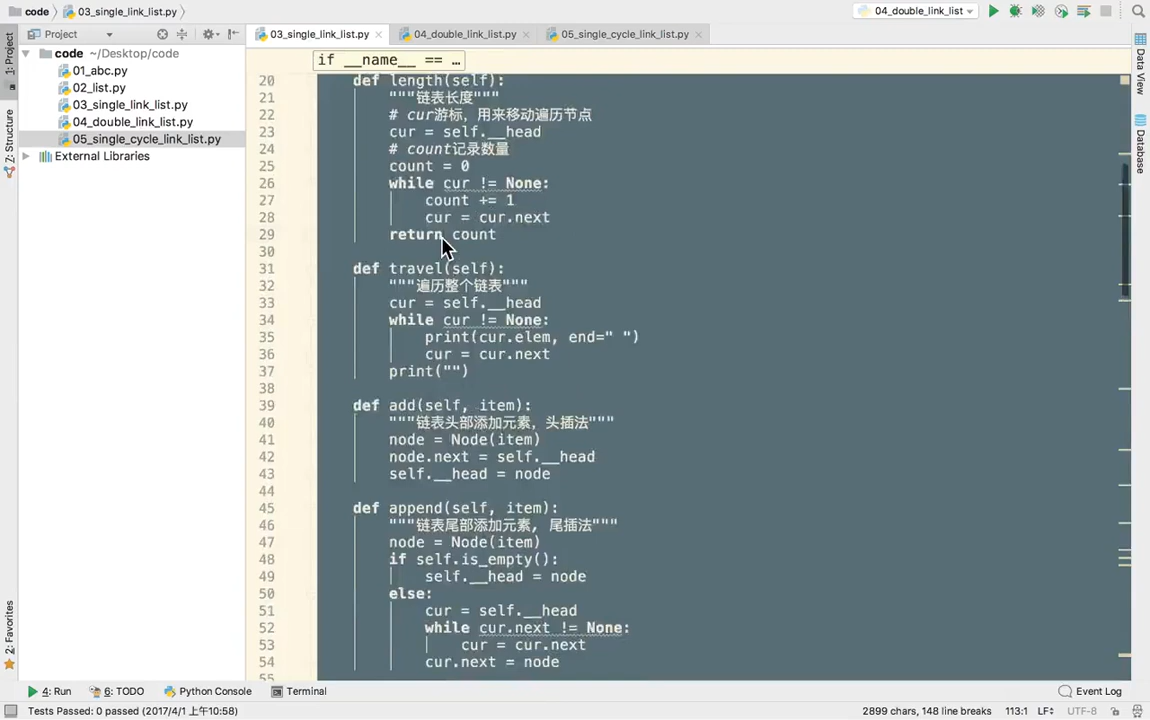 code 03_single_link_list.py 04_double_link_list
Project 03_single_link_list.py 04_double_link_list.py 05_single_cycle_link_list.py
1: Project
Z: Structure
2: Favorites
code ~/Desktop/code
01_abc.py
02_list.py
03_single_link_list.py
04_double_link_list.py
05_single_cycle_link_list.py
External Libraries
if __name__ == …
20 def length(self):
21 """链表长度"""
22 # cur游标，用来移动遍历节点
23 cur = self.__head
24 # count记录数量
25 count = 0
26 while cur != None:
27 count += 1
28 cur = cur.next
29 return count
30
31 def travel(self):
32 """遍历整个链表"""
33 cur = self.__head
34 while cur != None:
35 print(cur.elem, end=" ")
36 cur = cur.next
37 print("")
38
39 def add(self, item):
40 """链表头部添加元素，头插法"""
41 node = Node(item)
42 node.next = self.__head
43 self.__head = node
44
45 def append(self, item):
46 """链表尾部添加元素, 尾插法"""
47 node = Node(item)
48 if self.is_empty():
49 self.__head = node
50 else:
51 cur = self.__head
52 while cur.next != None:
53 cur = cur.next
54 cur.next = node
55
Data View
Database
4: Run 6: TODO Python Console Terminal Event Log
Tests Passed: 0 passed (2017/4/1 上午10:58) 2899 chars, 148 line breaks 113:1 LF UTF-8